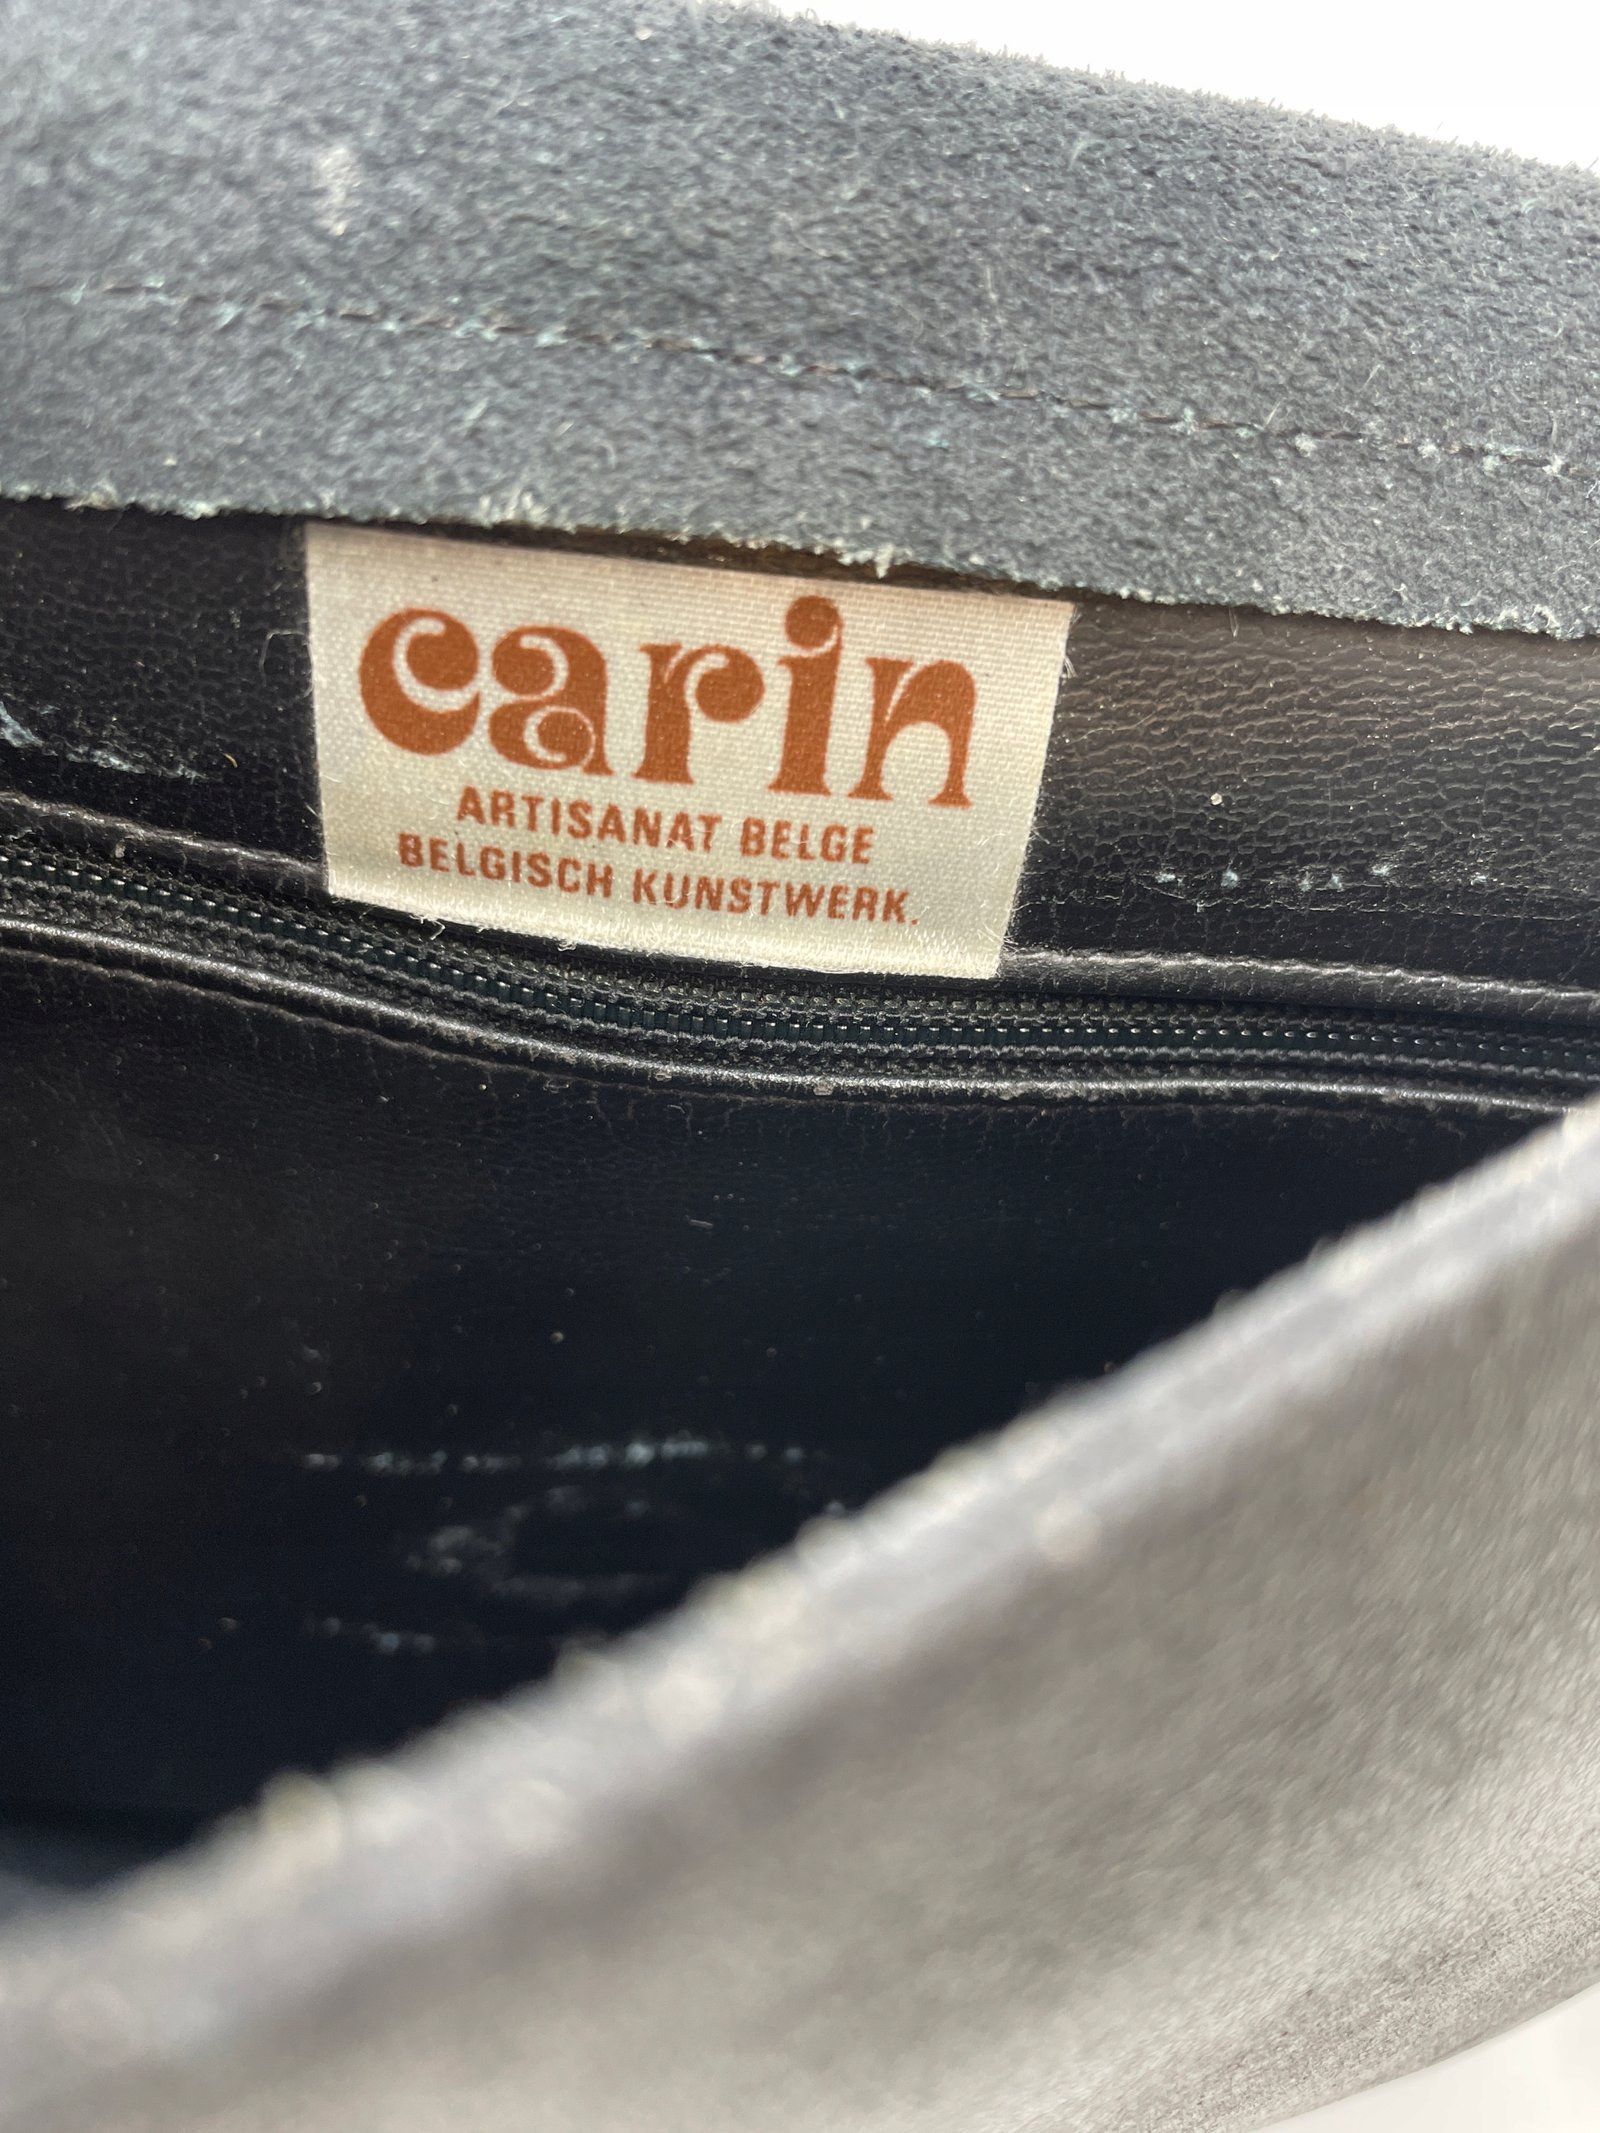 carin
ARTISANAT BELGE
BELGISCH KUNSTWERK.